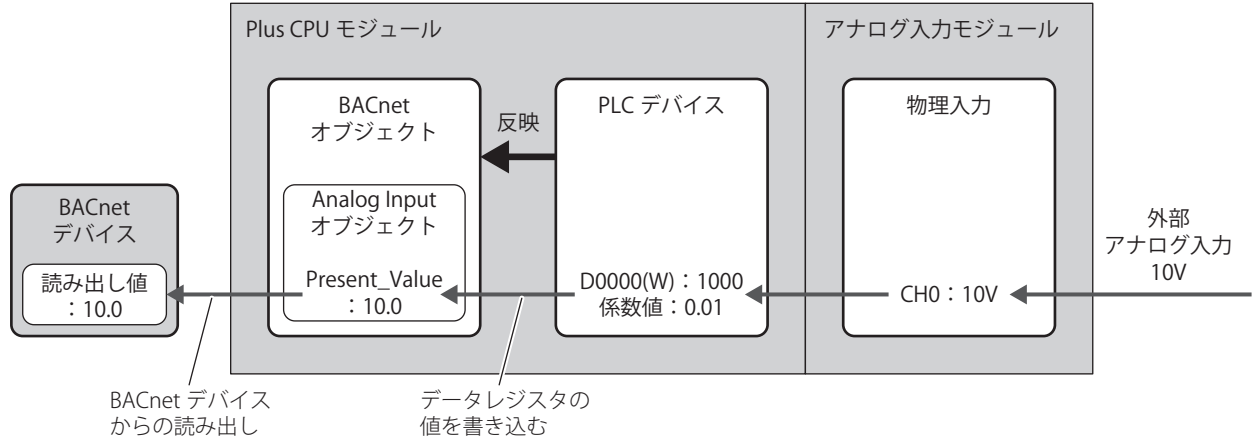 Plus CPU モジュール
アナログ入力モジュール
BACnet
オブジェクト
反映
PLC デバイス
物理入力
BACnet
デバイス
Analog Input
オブジェクト
外部
アナログ入力
10V
読み出し値
：10.0
Present_Value
：10.0
D0000(W)：1000
係数値：0.01
CH0：10V
BACnet デバイス
からの読み出し
データレジスタの
値を書き込む